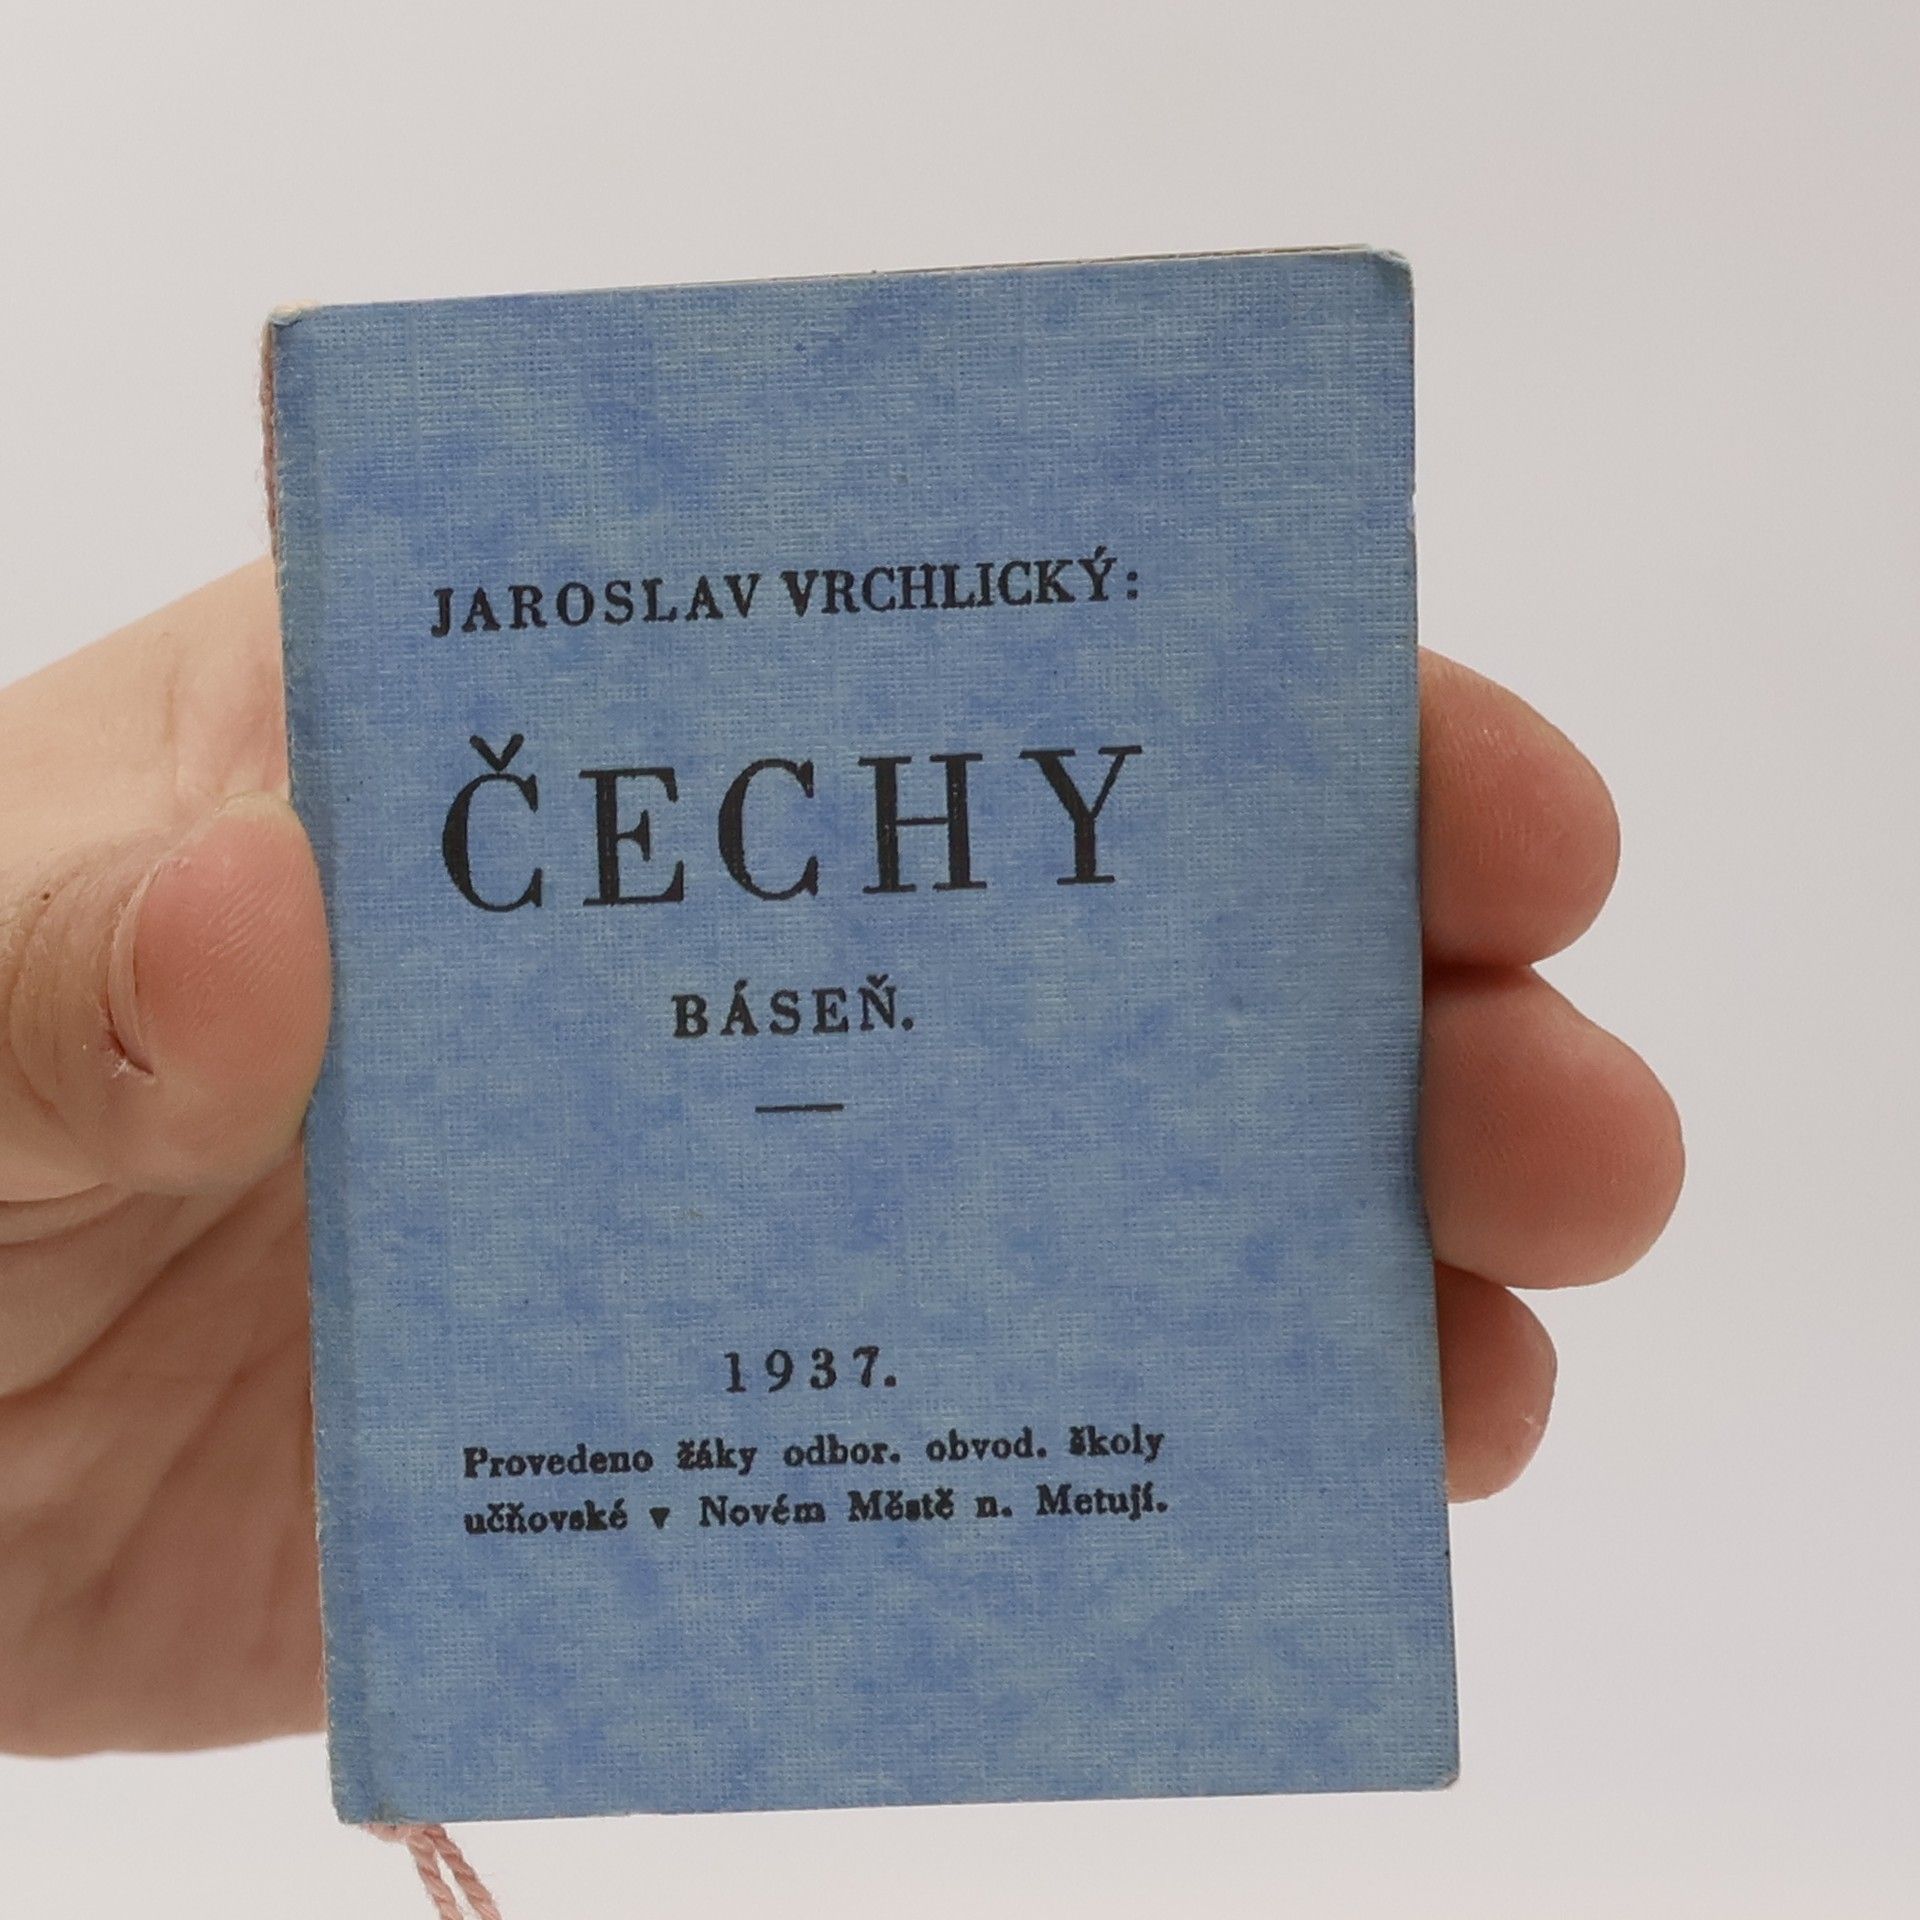 JAROSLAV VRCHLICKÝ:
ČECHY
BÁSEŇ.
1937.
Provedeno žáky odbor. obvod. školy
učňovské v Novém Městě n. Metují.